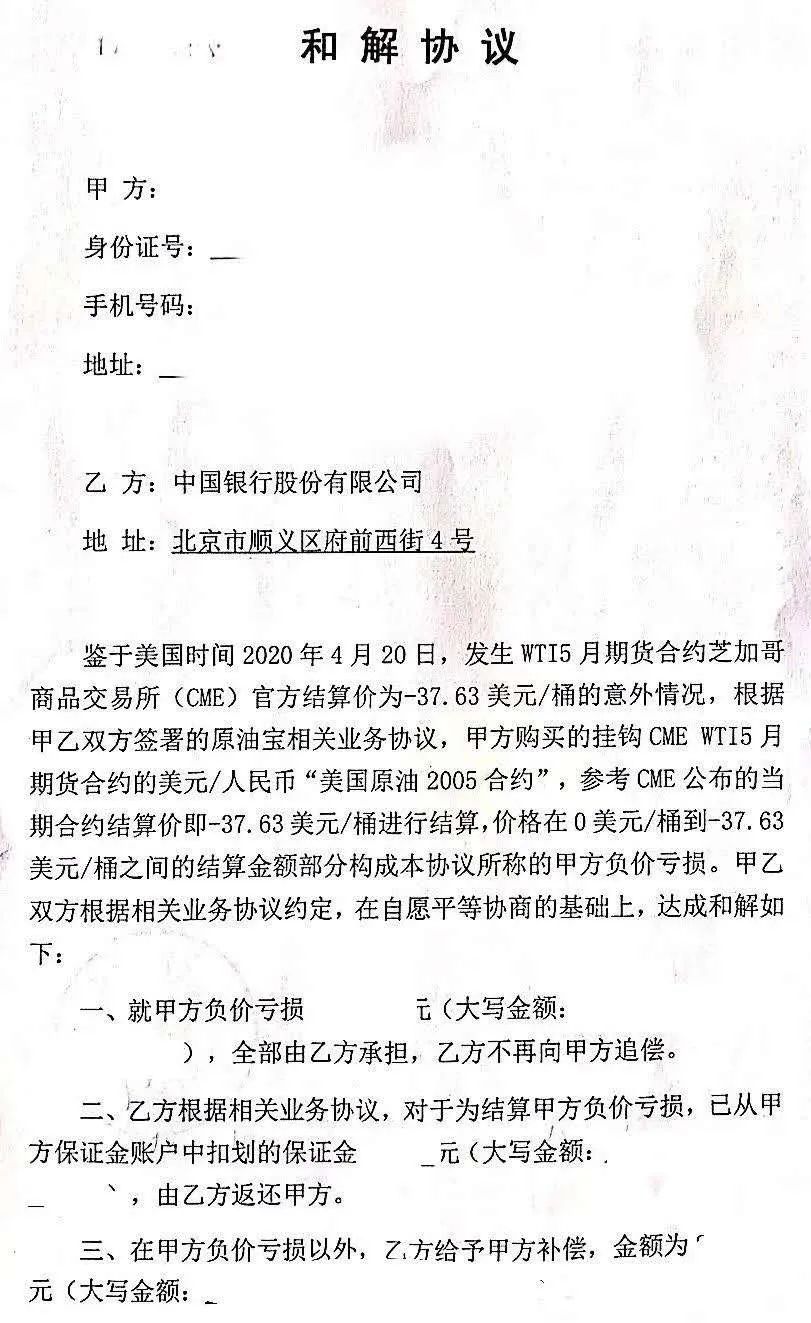 和解协议
甲 方：
身份证号：__
手机号码：
地址：__
乙 方：中国银行股份有限公司
地 址：北京市顺义区府前西街4号
鉴于美国时间2020年4月20日，发生WTI5月期货合约芝加哥
商品交易所（CME）官方结算价为-37.63美元/桶的意外情况，根据
甲乙双方签署的原油宝相关业务协议，甲方购买的挂钩CME WTI5月
期货合约的美元/人民币“美国原油2005合约”，参考CME公布的当
期合约结算价即-37.63美元/桶进行结算,价格在0美元/桶到-37.63
美元/桶之间的结算金额部分构成本协议所称的甲方负价亏损。甲乙
双方根据相关业务协议约定，在自愿平等协商的基础上，达成和解如
下：
一、就甲方负价亏损 元（大写金额：
），全部由乙方承担，乙方不再向甲方追偿。
二、乙方根据相关业务协议，对于为结算甲方负价亏损，已从甲
方保证金账户中扣划的保证金 _元（大写金额：
_ ，由乙方返还甲方。
三、在甲方负价亏损以外，乙方给予甲方补偿，金额为
元（大写金额：_